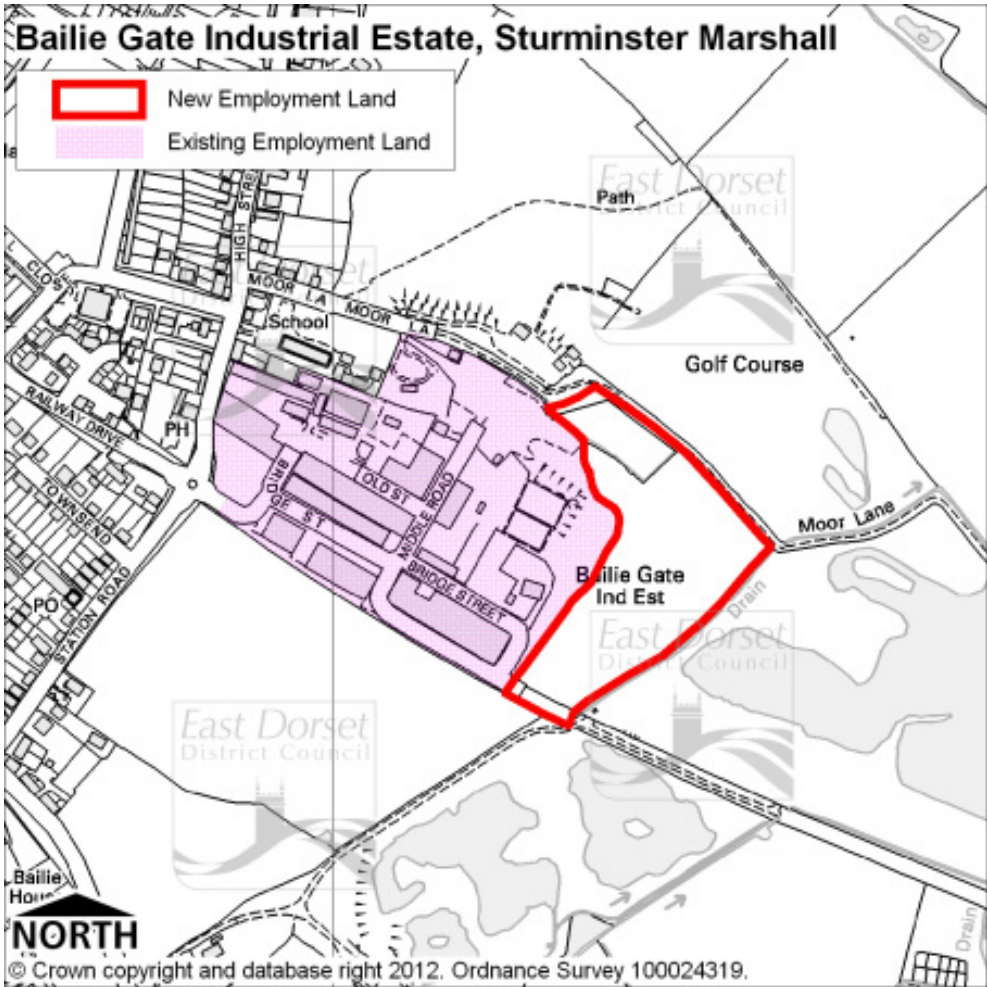 Bailie Gate Industrial Estate, Sturminster Marshall
New Employment Land
Existing Employment Land
East Dorset
District Council
Path
HIGH STRE
CLOS
MOOR LA
MOOR LA
School
Golf Course
RAILWAY DRIVE
PH
TOWNSEND
BRIDGE ST
OLD ST
MIDDLE ROAD
BRIDGE STREET
Moor Lane
Bailie Gate
Ind Est
Drain
PO
STATION ROAD
East Dorset
District Council
East Dorset
District Council
Bailie
Hou
NORTH
Drain
© Crown copyright and database right 2012. Ordnance Survey 100024319.